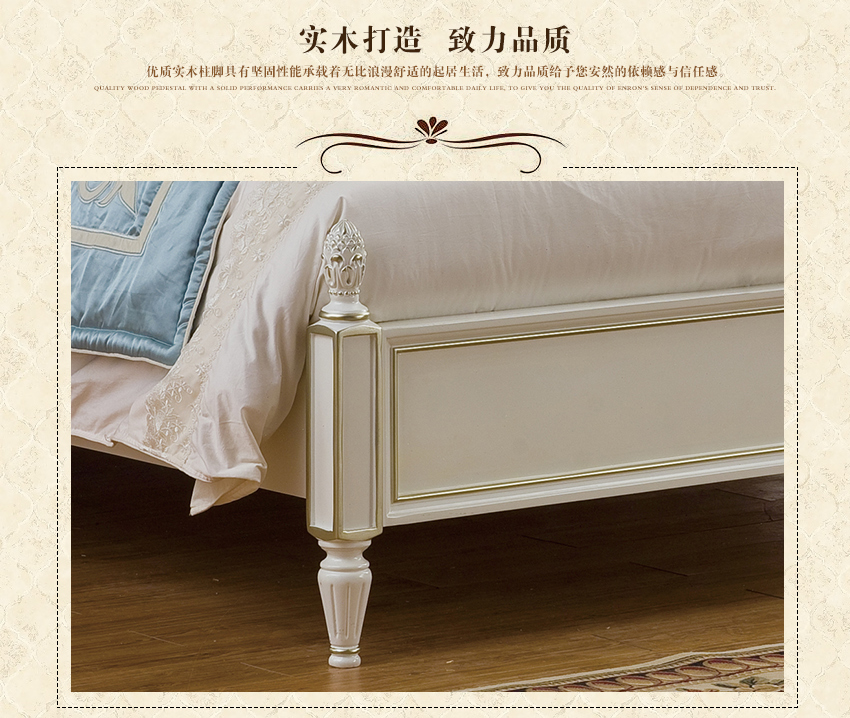 实木打造 致力品质
优质实木柱脚具有坚固性能承载着无比浪漫舒适的起居生活，致力品质给予您安然的依赖感与信任感
QUALITY WOOD PEDESTAL WITH A SOLID PERFORMANCE CARRIES A VERY ROMANTIC AND COMFORTABLE DAILY LIFE, TO GIVE YOU THE QUALITY OF ENRON'S SENSE OF DEPENDENCE AND TRUST.